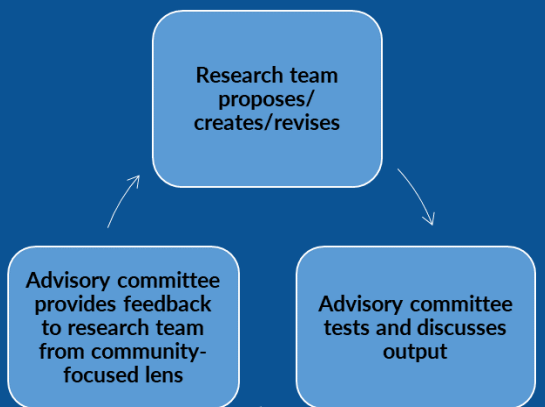 Research team
proposes/
creates/revises
Advisory committee
provides feedback
to research team
from community-
focused lens
Advisory committee
tests and discusses
output